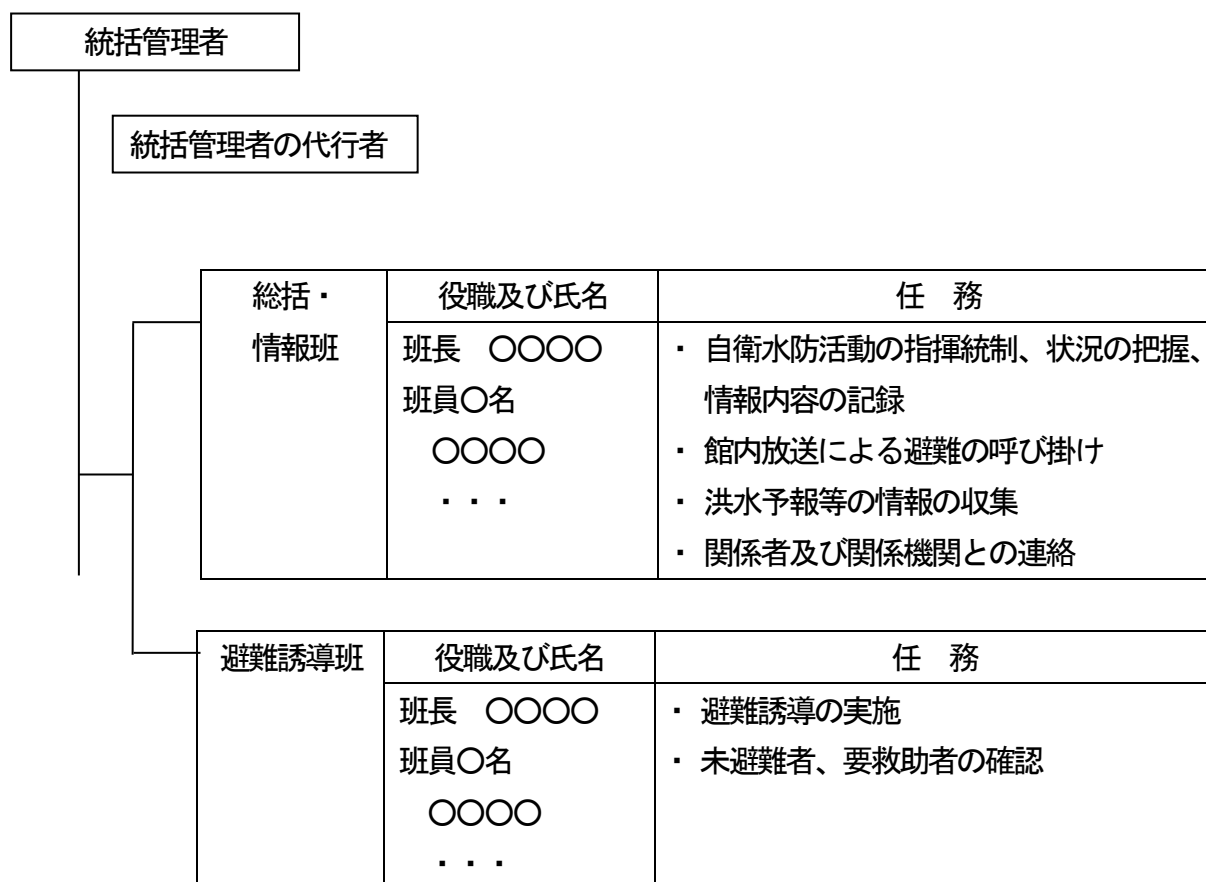 統括管理者
統括管理者の代行者
総括・
情報班
役職及び氏名
任　務
班長　〇〇〇〇
班員〇名
〇〇〇〇
・・・
・ 自衛水防活動の指揮統制、状況の把握、
情報内容の記録
・ 館内放送による避難の呼び掛け
・ 洪水予報等の情報の収集
・ 関係者及び関係機関との連絡
避難誘導班
役職及び氏名
任　務
班長　〇〇〇〇
班員〇名
〇〇〇〇
・・・
・ 避難誘導の実施
・ 未避難者、要救助者の確認